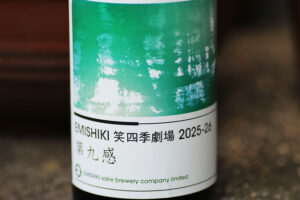 EMISHIKI 笑四季劇場 2025-26
第九感
EMISHIKI sake brewery company limited